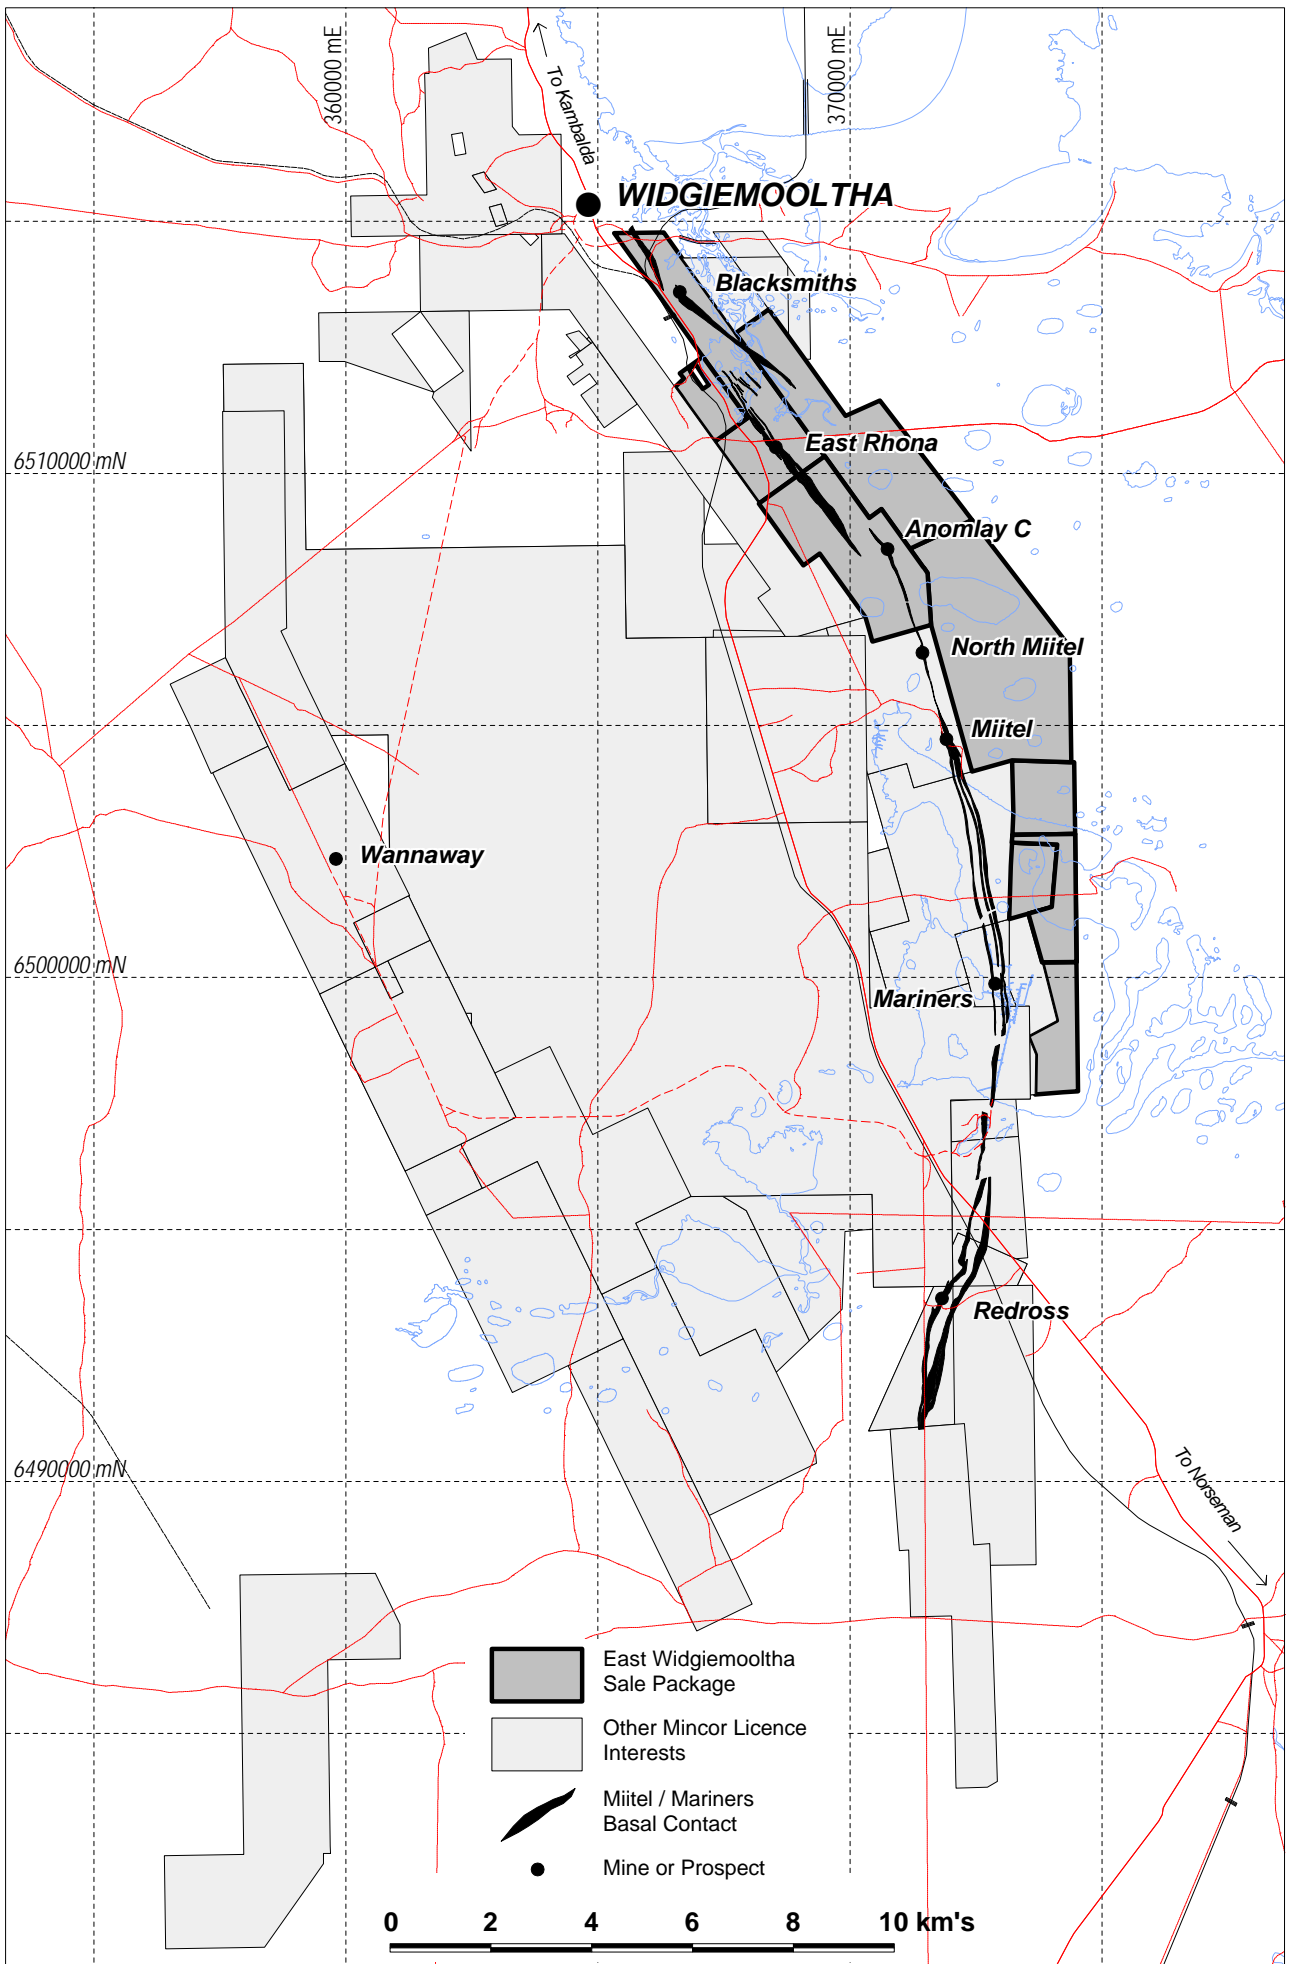 360000 mE
370000 mE
To Kambalda
WIDGIEMOOLTHA
Blacksmiths
East Rhona
6510000 mN
Anomlay C
North Miitel
Miitel
Wannaway
6500000 mN
Mariners
Redross
6490000 mN
To Norseman
East Widgiemooltha
Sale Package
Other Mincor Licence
Interests
Miitel / Mariners
Basal Contact
Mine or Prospect
0 2 4 6 8 10 km's